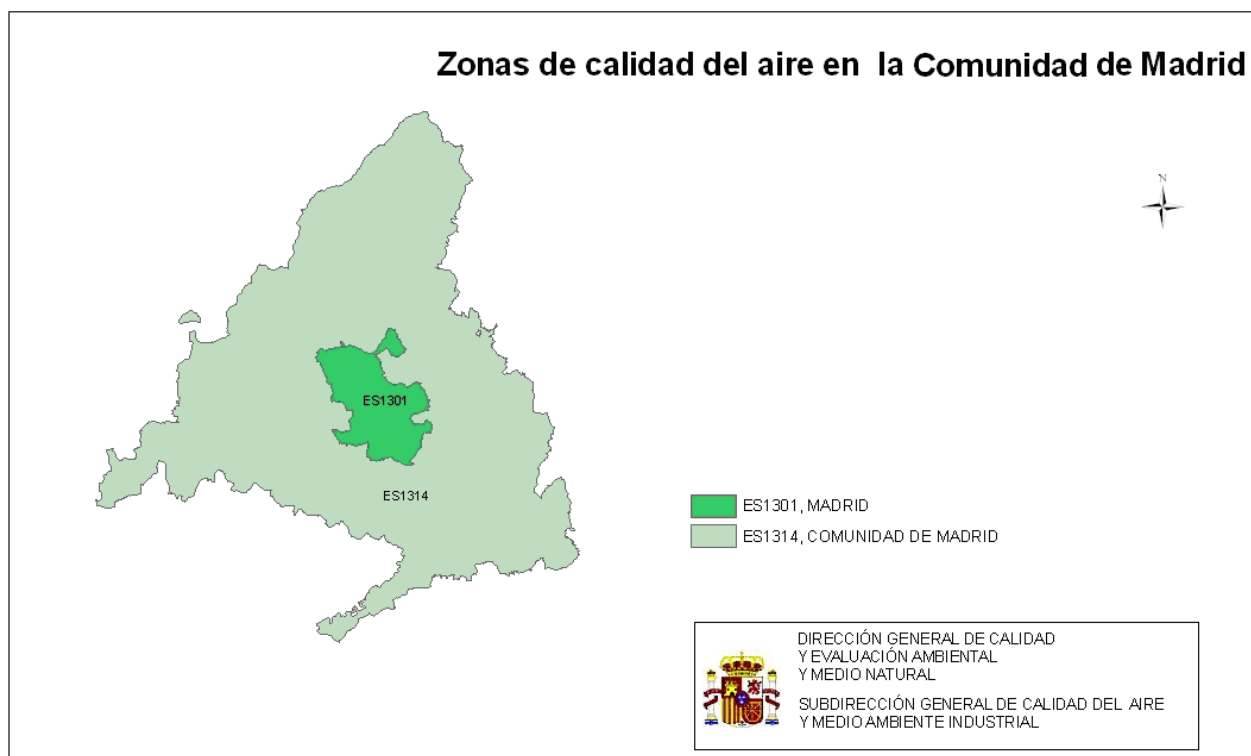 Zonas de calidad del aire en la Comunidad de Madrid
N
ES1301
ES1314
ES1301, MADRID
ES1314, COMUNIDAD DE MADRID
DIRECCIÓN GENERAL DE CALIDAD
Y EVALUACIÓN AMBIENTAL
Y MEDIO NATURAL
SUBDIRECCIÓN GENERAL DE CALIDAD DEL AIRE
Y MEDIO AMBIENTE INDUSTRIAL